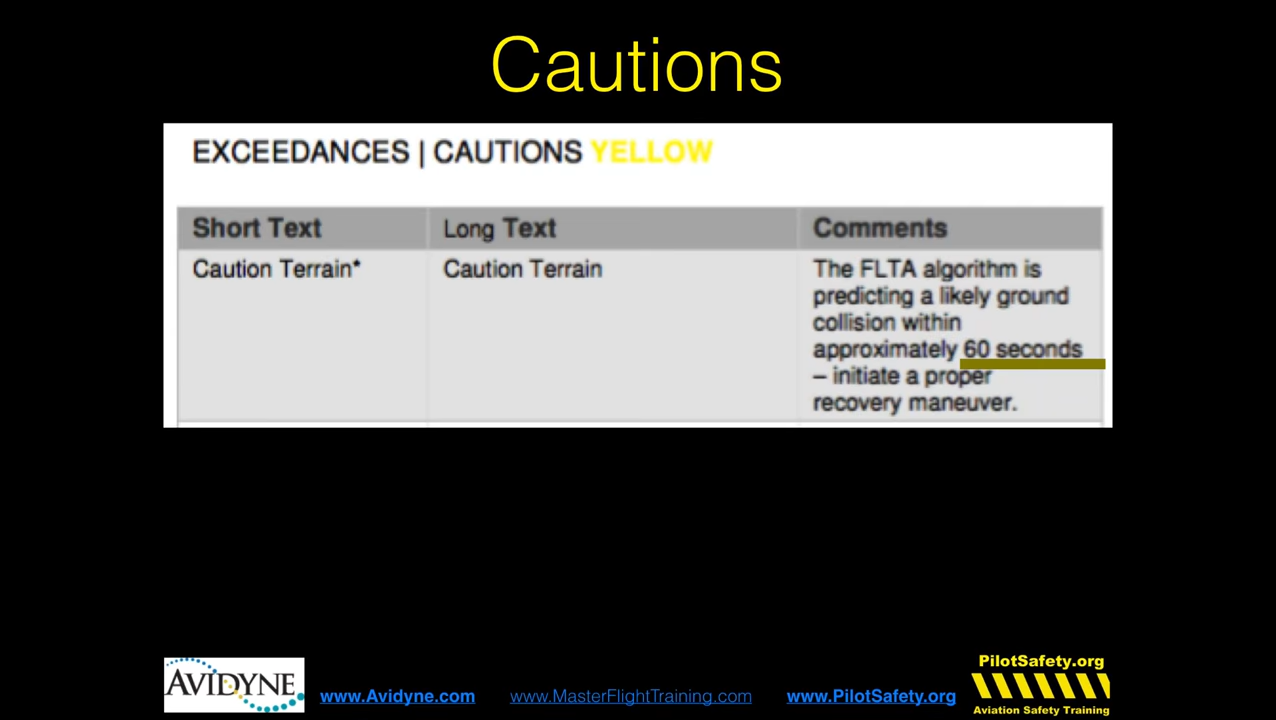 Cautions
EXCEEDANCES | CAUTIONS YELLOW
Short Text
Long Text
Comments
Caution Terrain*
Caution Terrain
The FLTA algorithm is
predicting a likely ground
collision within
approximately 60 seconds
– initiate a proper
recovery maneuver.
AVIDYNE
www.Avidyne.com
www.MasterFlightTraining.com
www.PilotSafety.org
PilotSafety.org
Aviation Safety Training